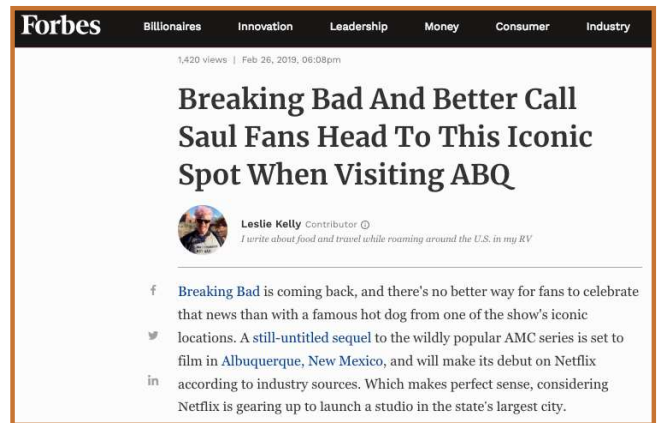 Forbes
Billionaires Innovation Leadership Money Consumer Industry
1,420 views | Feb 26, 2019, 06:08pm
Breaking Bad And Better Call
Saul Fans Head To This Iconic
Spot When Visiting ABQ
Leslie Kelly Contributor
I write about food and travel while roaming around the U.S. in my RV
Breaking Bad is coming back, and there's no better way for fans to celebrate
that news than with a famous hot dog from one of the show's iconic
locations. A still-untitled sequel to the wildly popular AMC series is set to
film in Albuquerque, New Mexico, and will make its debut on Netflix
according to industry sources. Which makes perfect sense, considering
Netflix is gearing up to launch a studio in the state's largest city.